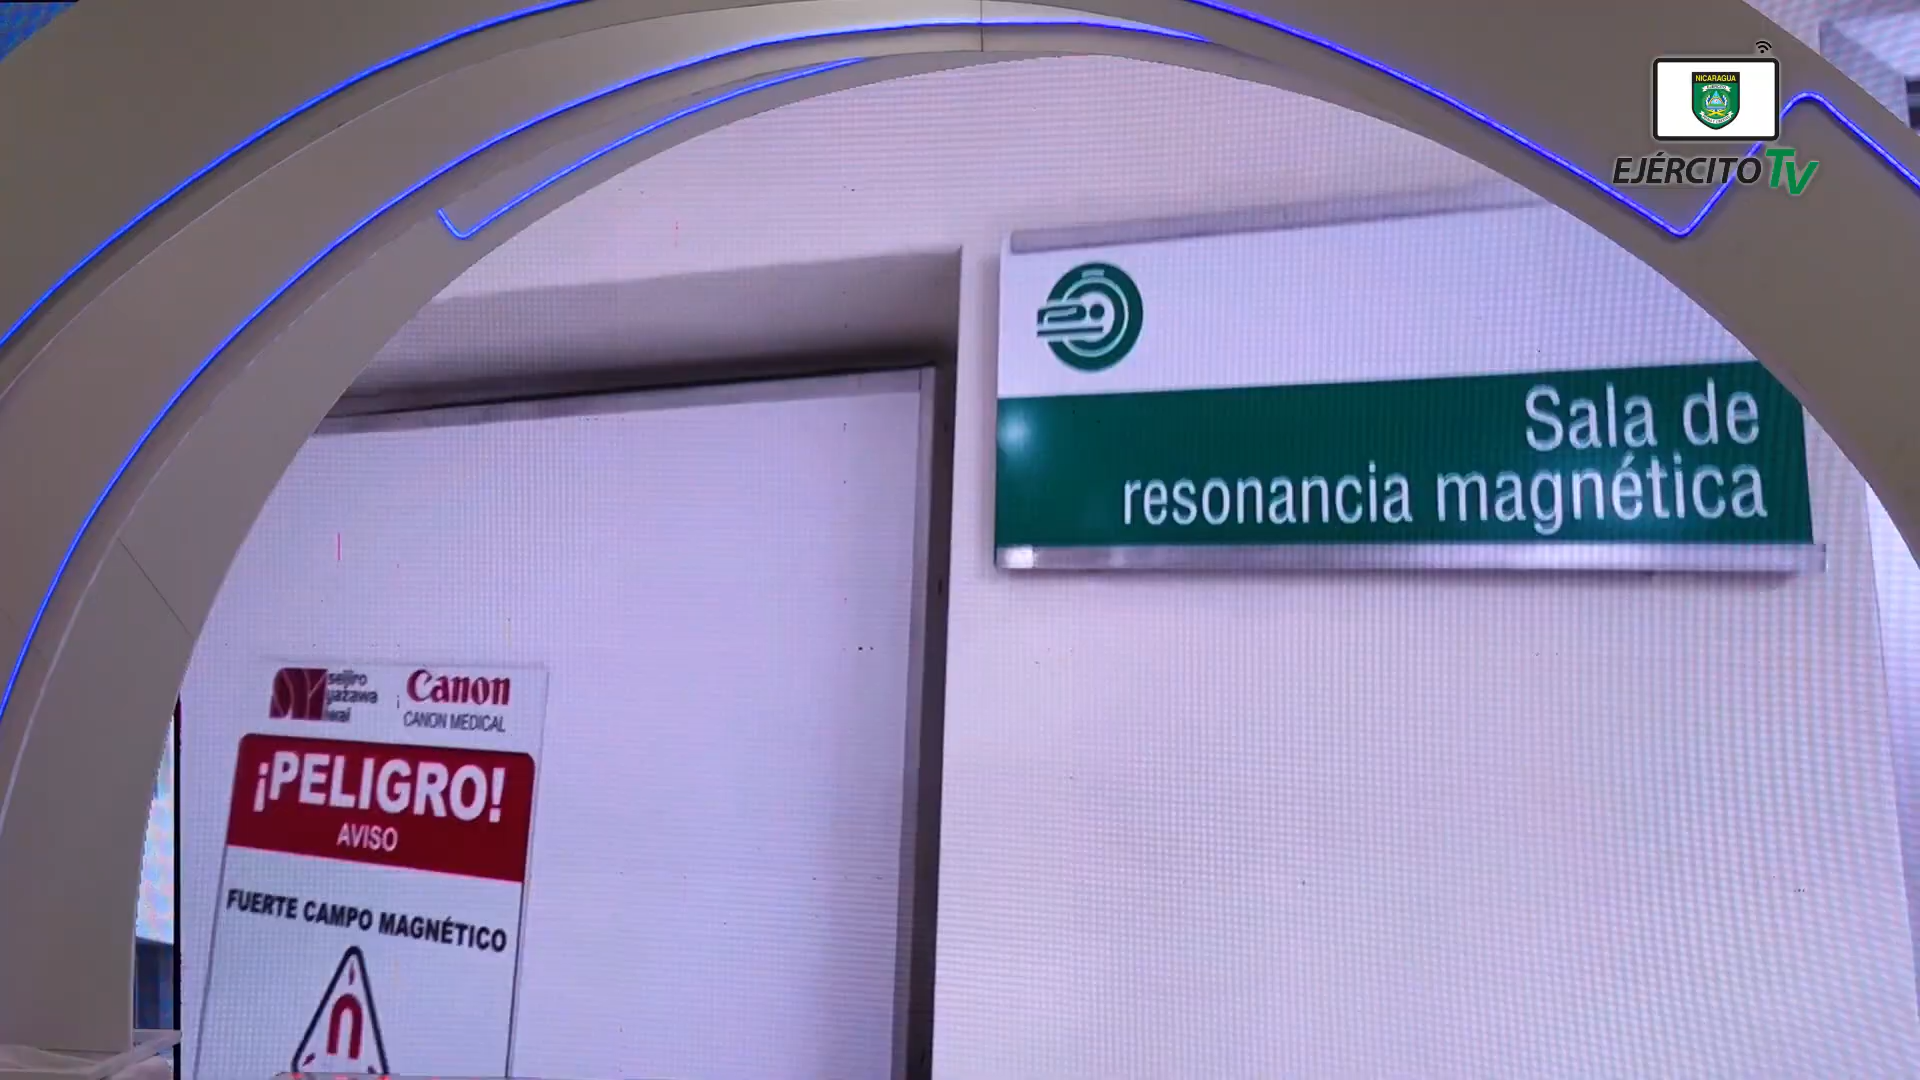 NICARAGUA
EJÉRCITO TV
Sala de
resonancia magnética
seijiro
yazawa
iwai
Canon
CANON MEDICAL
¡PELIGRO!
AVISO
FUERTE CAMPO MAGNÉTICO